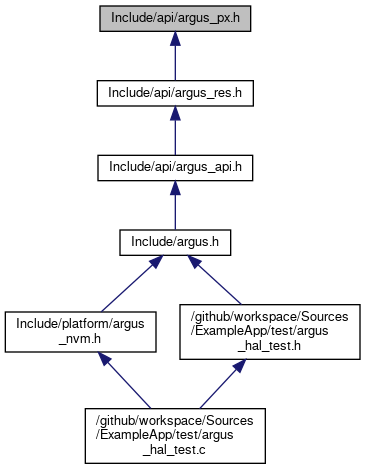 Include/api/argus_px.h
Include/api/argus_res.h
Include/api/argus_api.h
Include/argus.h
Include/platform/argus
_nvm.h
/github/workspace/Sources
/ExampleApp/test/argus
_hal_test.h
/github/workspace/Sources
/ExampleApp/test/argus
_hal_test.c